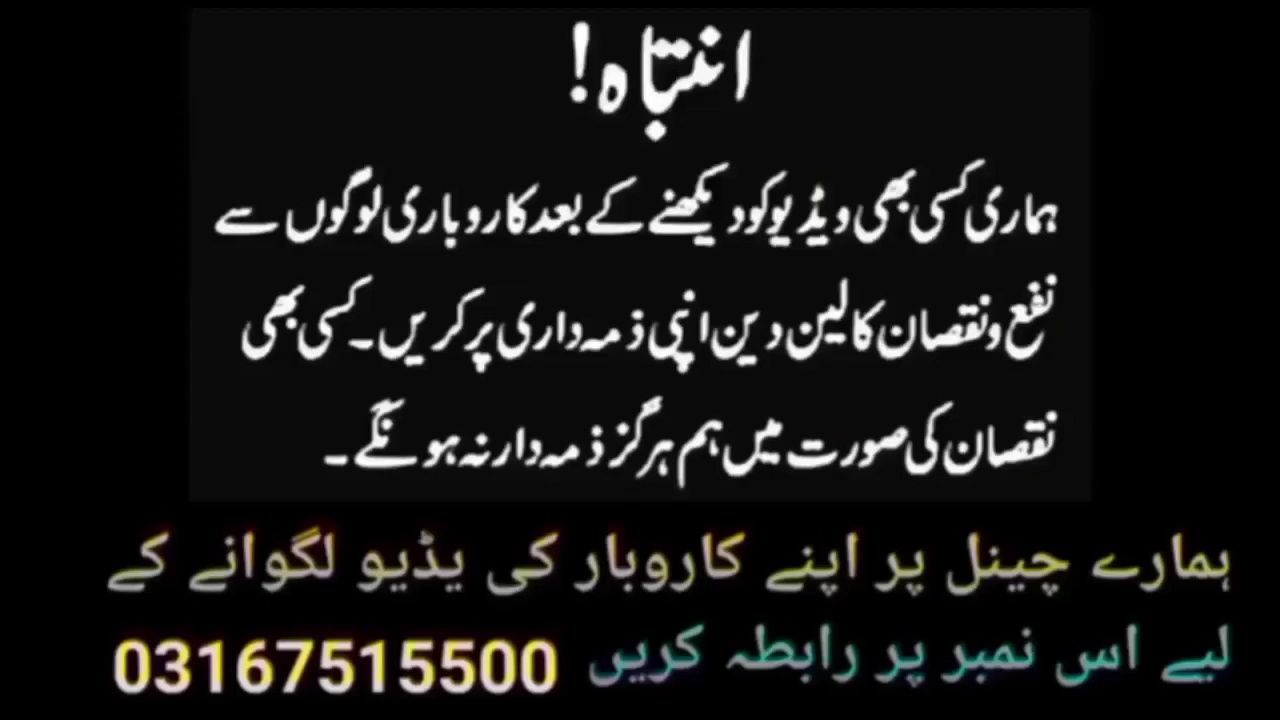 انتباہ!
ہماری کسی بھی ویڈیو کو دیکھنے کے بعد کاروباری لوگوں سے
نفع و نقصان کا لین دین اپنی ذمہ داری پر کریں۔ کسی بھی
نقصان کی صورت میں ہم ہرگز ذمہ دار نہ ہونگے۔
ہمارے چینل پر اپنے کاروبار کی یڈیو لگوانے کے
لیے اس نمبر پر رابطہ کریں 03167515500